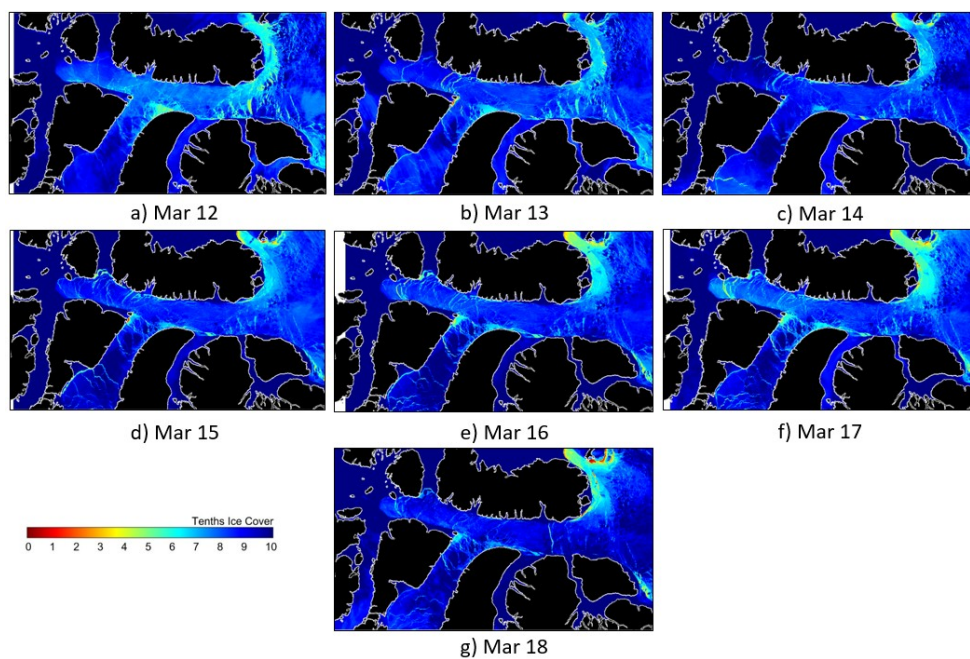 a) Mar 12
b) Mar 13
c) Mar 14
d) Mar 15
e) Mar 16
f) Mar 17
Tenths Ice Cover
0 1 2 3 4 5 6 7 8 9 10
g) Mar 18